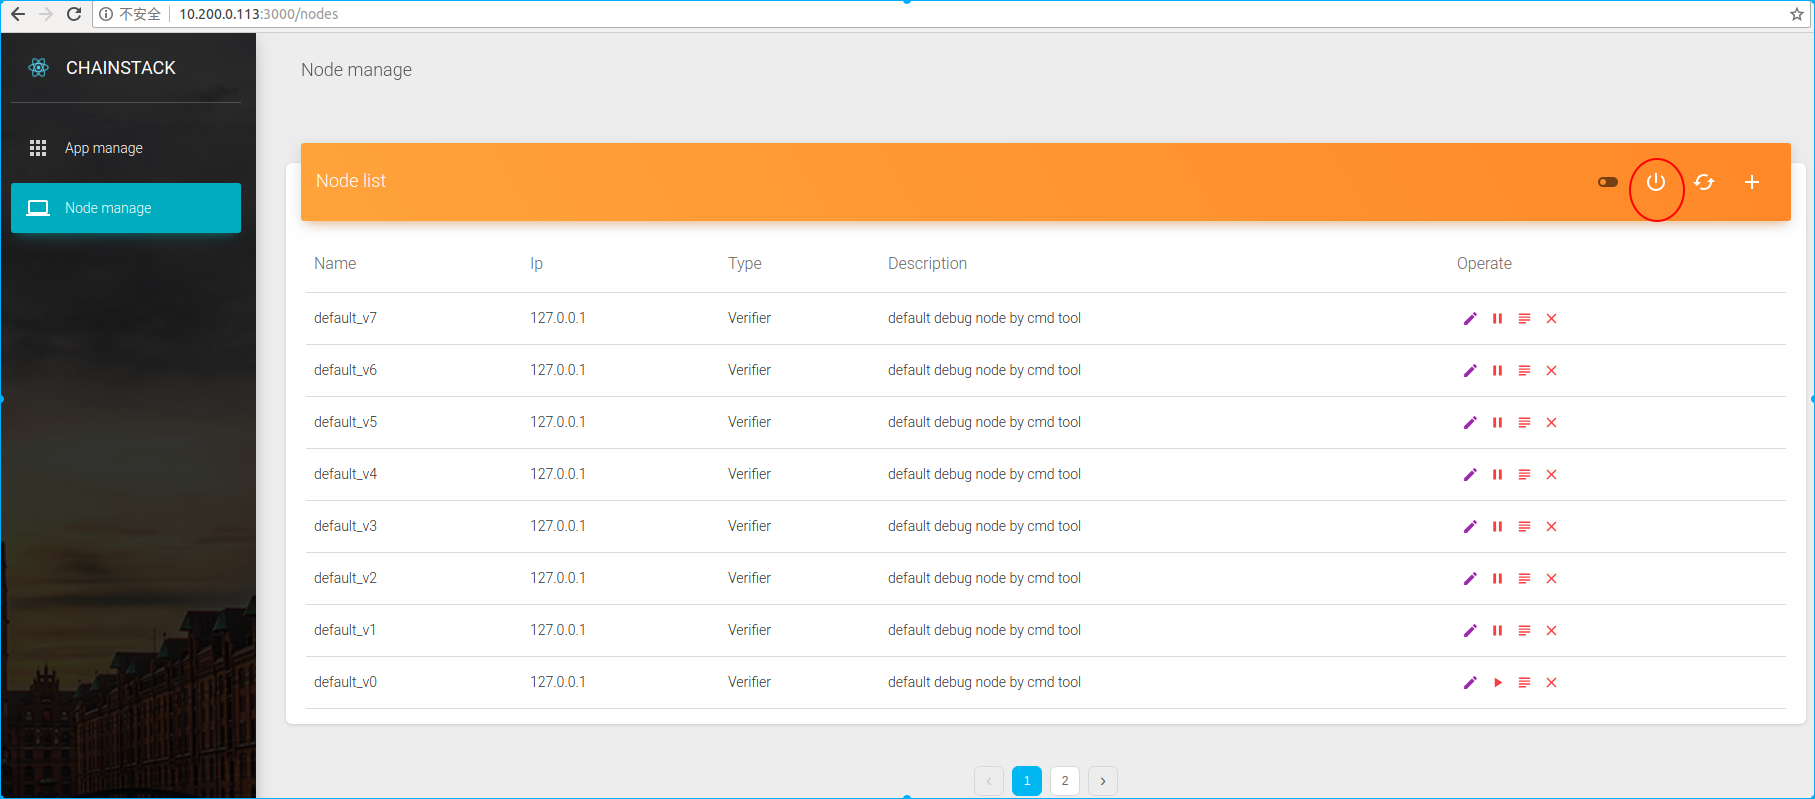 不安全 10.200.0.113:3000/nodes
CHAINSTACK
App manage
Node manage
Node manage
Node list
Name Ip Type Description Operate
default_v7 127.0.0.1 Verifier default debug node by cmd tool
default_v6 127.0.0.1 Verifier default debug node by cmd tool
default_v5 127.0.0.1 Verifier default debug node by cmd tool
default_v4 127.0.0.1 Verifier default debug node by cmd tool
default_v3 127.0.0.1 Verifier default debug node by cmd tool
default_v2 127.0.0.1 Verifier default debug node by cmd tool
default_v1 127.0.0.1 Verifier default debug node by cmd tool
default_v0 127.0.0.1 Verifier default debug node by cmd tool
‹ 1 2 ›